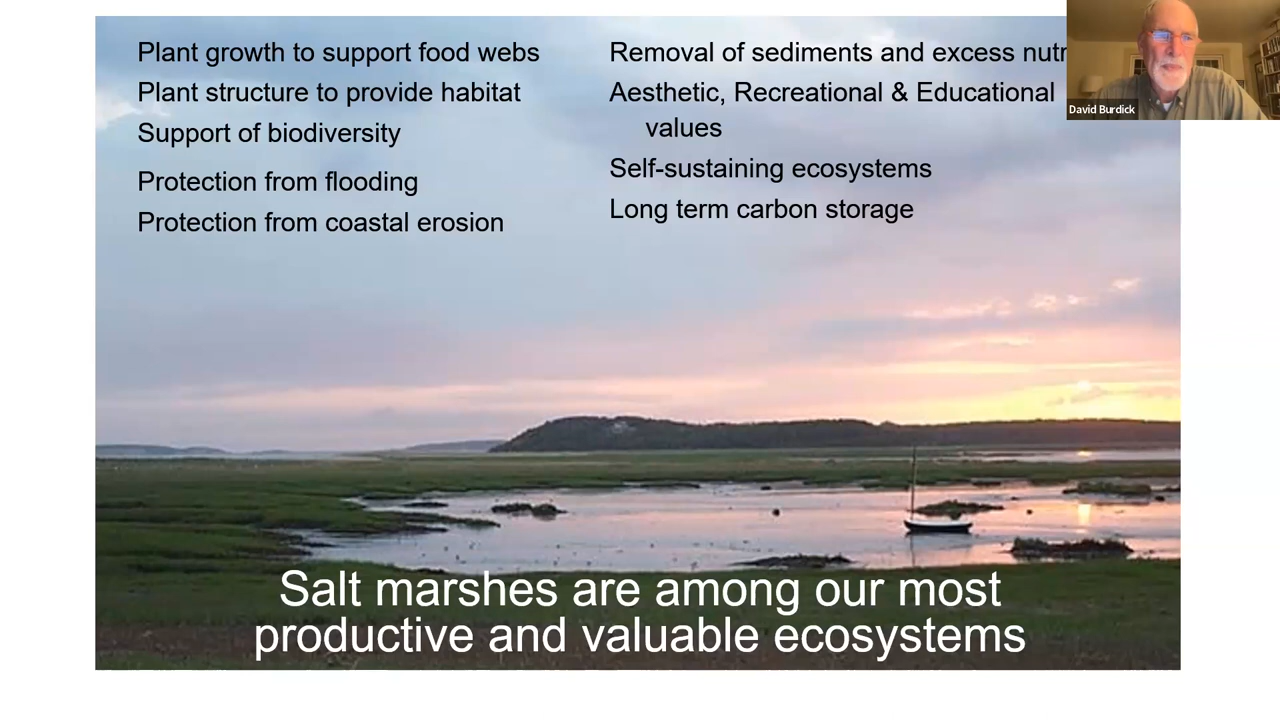 Plant growth to support food webs
Plant structure to provide habitat
Support of biodiversity
Protection from flooding
Protection from coastal erosion
Removal of sediments and excess
Aesthetic, Recreational & Educational
values
Self-sustaining ecosystems
Long term carbon storage
David Burdick
Salt marshes are among our most
productive and valuable ecosystems